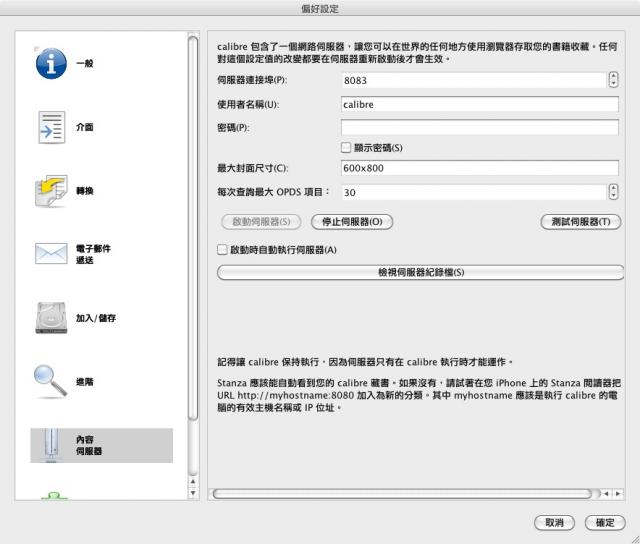 偏好設定
一般
介面
轉換
電子郵件
遞送
加入/儲存
進階
內容
伺服器
calibre 包含了一個網路伺服器，讓您可以在世界的任何地方使用瀏覽器存取您的書籍收藏。任何
對這個設定值的改變都要在伺服器重新啟動後才會生效。
伺服器連接埠(P):
8083
使用者名稱(U):
calibre
密碼(P):
顯示密碼(S)
最大封面尺寸(C):
600x800
每次查詢最大 OPDS 項目：
30
啟動伺服器(S)
停止伺服器(O)
測試伺服器(T)
啟動時自動執行伺服器(A)
檢視伺服器紀錄檔(S)
記得讓 calibre 保持執行，因為伺服器只有在 calibre 執行時才能運作。
Stanza 應該能自動看到您的 calibre 藏書。如果沒有，請試著在您 iPhone 上的 Stanza 閱讀器把
URL http://myhostname:8080 加入為新的分類。其中 myhostname 應該是執行 calibre 的電
腦的有效主機名稱或 IP 位址。
取消
確定